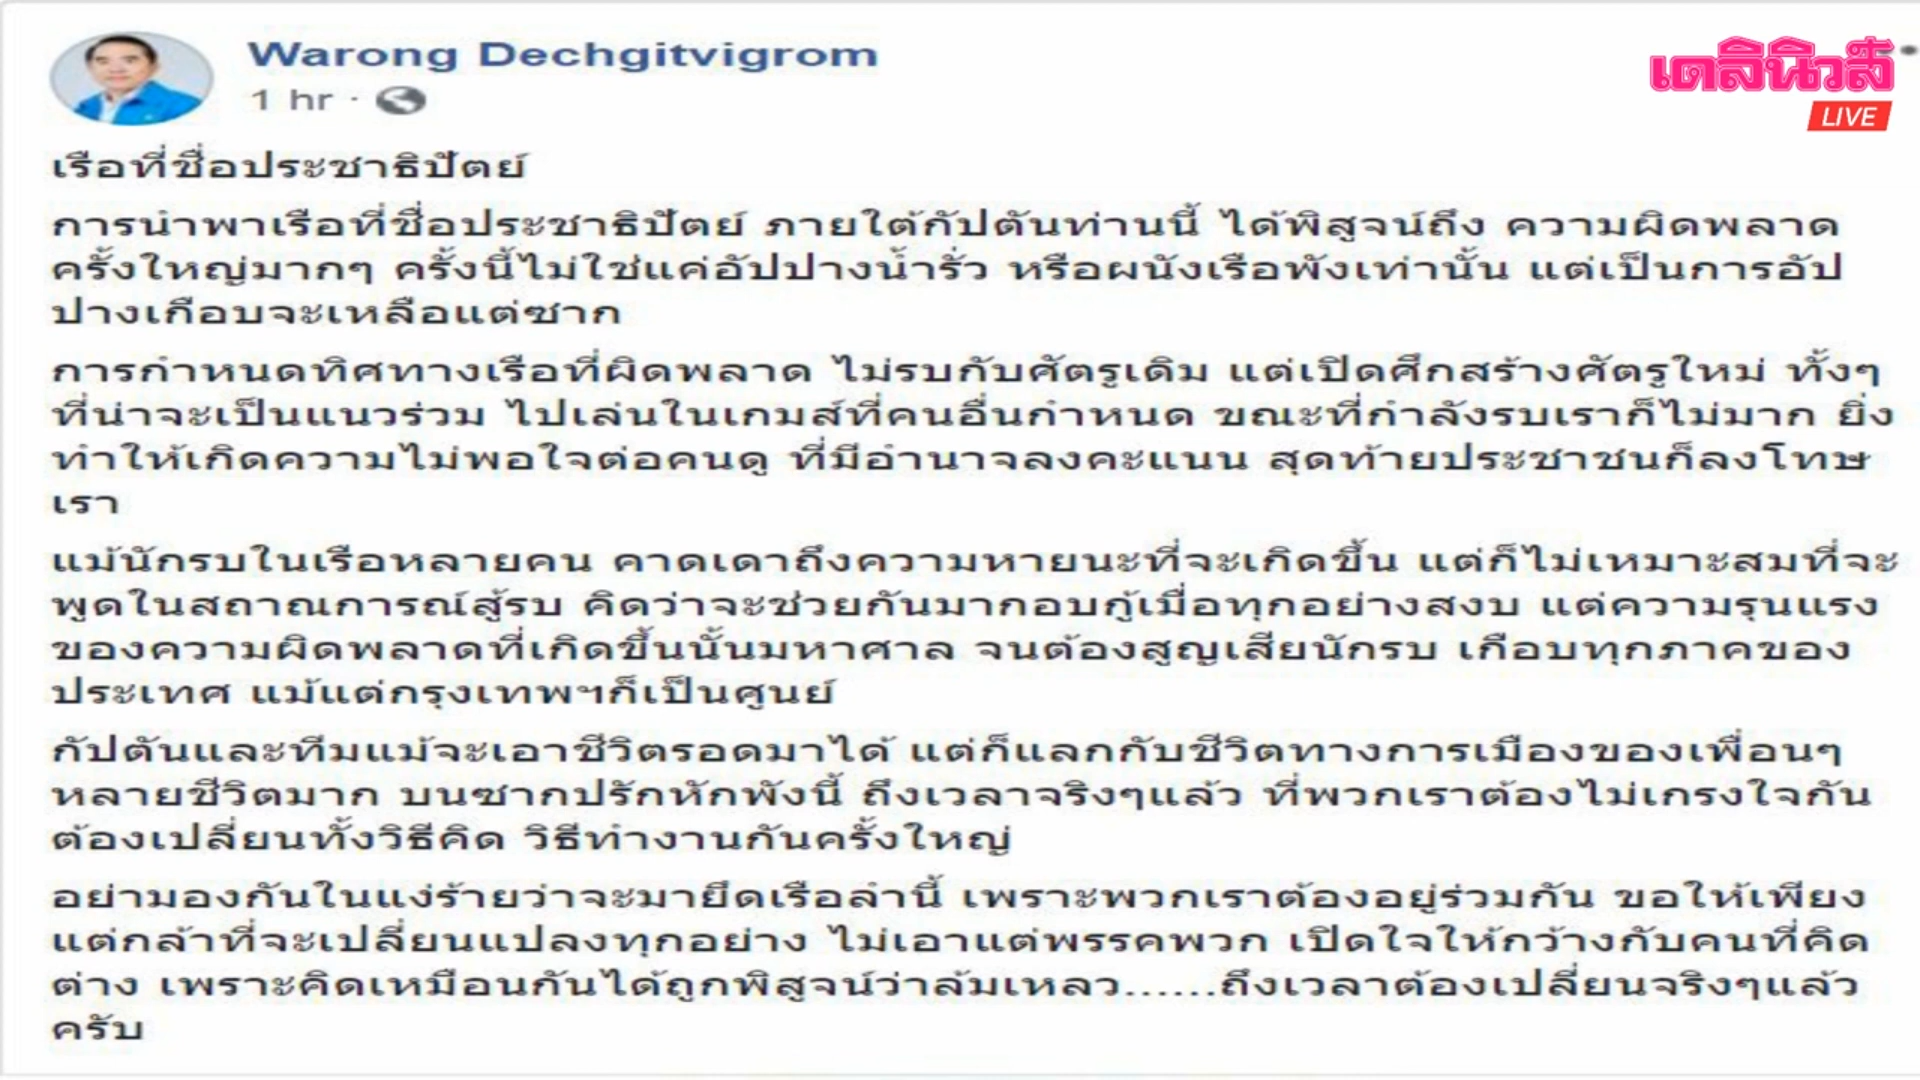 Warong Dechgitvigrom
1 hr ·
เดลินิวส์
LIVE
เรือที่ชื่อประชาธิปัตย์
การนำพาเรือที่ชื่อประชาธิปัตย์ ภายใต้กัปตันท่านนี้ ได้พิสูจน์ถึง ความผิดพลาด
ครั้งใหญ่มากๆ ครั้งนี้ไม่ใช่แค่อัปปางน้ำรั่ว หรือผนังเรือพังเท่านั้น แต่เป็นการอัป
ปางเกือบจะเหลือแต่ซาก
การกำหนดทิศทางเรือที่ผิดพลาด ไม่รบกับศัตรูเดิม แต่เปิดศึกสร้างศัตรูใหม่ ทั้งๆ
ที่น่าจะเป็นแนวร่วม ไปเล่นในเกมส์ที่คนอื่นกำหนด ขณะที่กำลังรบเราก็ไม่มาก ยิ่ง
ทำให้เกิดความไม่พอใจต่อคนดู ที่มีอำนาจลงคะแนน สุดท้ายประชาชนก็ลงโทษ
เรา
แม้นักรบในเรือหลายคน คาดเดาถึงความหายนะที่จะเกิดขึ้น แต่ก็ไม่เหมาะสมที่จะ
พูดในสถาณการณ์สู้รบ คิดว่าจะช่วยกันมากอบกู้เมื่อทุกอย่างสงบ แต่ความรุนแรง
ของความผิดพลาดที่เกิดขึ้นนั้นมหาศาล จนต้องสูญเสียนักรบ เกือบทุกภาคของ
ประเทศ แม้แต่กรุงเทพฯก็เป็นศูนย์
กัปตันและทีมแม้จะเอาชีวิตรอดมาได้ แต่ก็แลกกับชีวิตทางการเมืองของเพื่อนๆ
หลายชีวิตมาก บนซากปรักหักพังนี้ ถึงเวลาจริงๆแล้ว ที่พวกเราต้องไม่เกรงใจกัน
ต้องเปลี่ยนทั้งวิธีคิด วิธีทำงานกันครั้งใหญ่
อย่ามองกันในแง่ร้ายว่าจะมายึดเรือลำนี้ เพราะพวกเราต้องอยู่ร่วมกัน ขอให้เพียง
แต่กล้าที่จะเปลี่ยนแปลงทุกอย่าง ไม่เอาแต่พรรคพวก เปิดใจให้กว้างกับคนที่คิด
ต่าง เพราะคิดเหมือนกันได้ถูกพิสูจน์ว่าล้มเหลว......ถึงเวลาต้องเปลี่ยนจริงๆแล้ว
ครับ